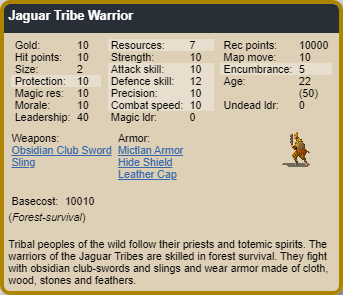 Jaguar Tribe Warrior
Gold: 10 Resources: 7 Rec points: 10000
Hit points: 10 Strength: 10 Map move: 10
Size: 2 Attack skill: 10 Encumbrance: 5
Protection: 10 Defence skill: 12 Age: 22
Magic res: 10 Precision: 10 (50)
Morale: 10 Combat speed: 10 Undead ldr: 0
Leadership: 40 Magic ldr: 0
Weapons: Armor:
Obsidian Club Sword Mictlan Armor
Sling Hide Shield
Leather Cap
Basecost: 10010
(Forest-survival)
Tribal peoples of the wild follow their priests and totemic spirits. The
warriors of the Jaguar Tribes are skilled in forest survival. They fight
with obsidian club-swords and slings and wear armor made of cloth,
wood, stones and feathers.